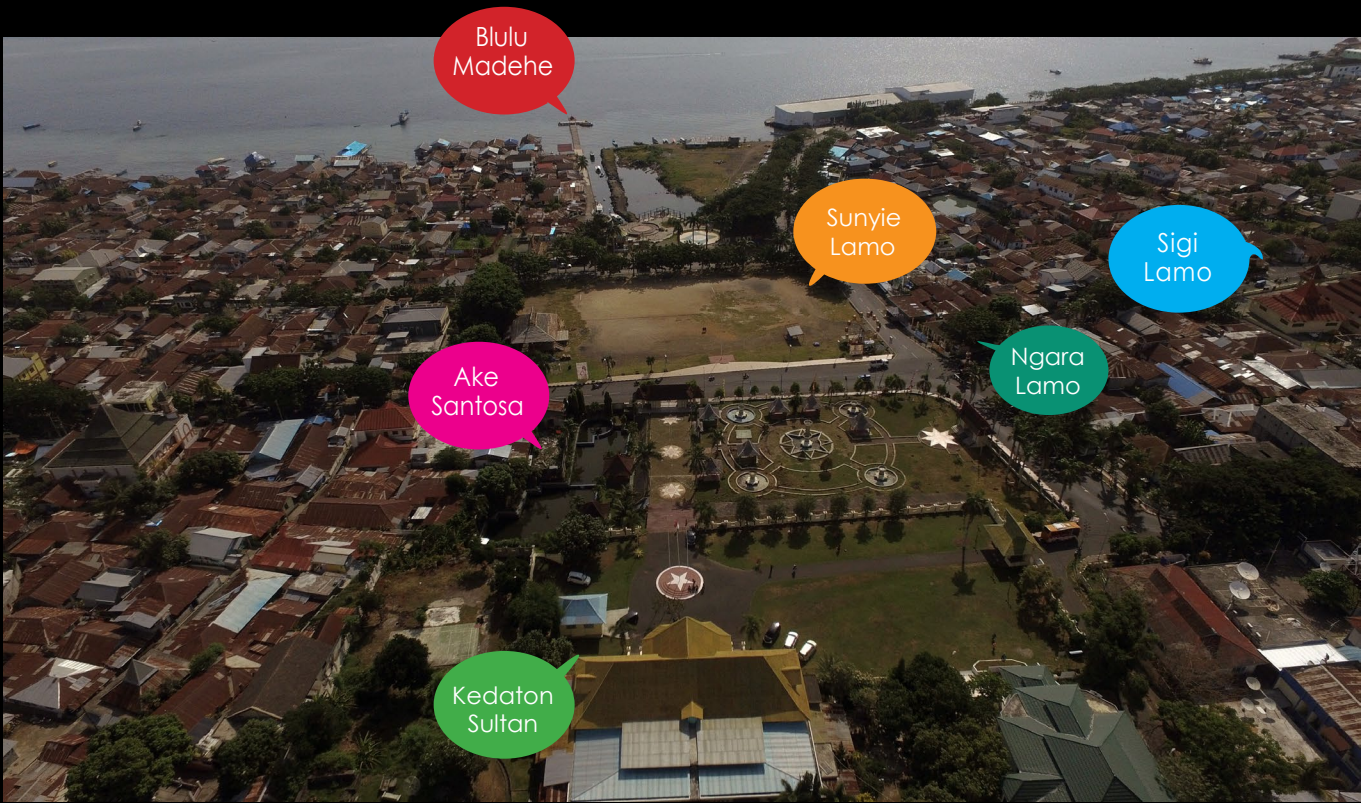 Blulu
Madehe
Sunyie
Lamo
Sigi
Lamo
Ngara
Lamo
Ake
Santosa
Kedaton
Sultan